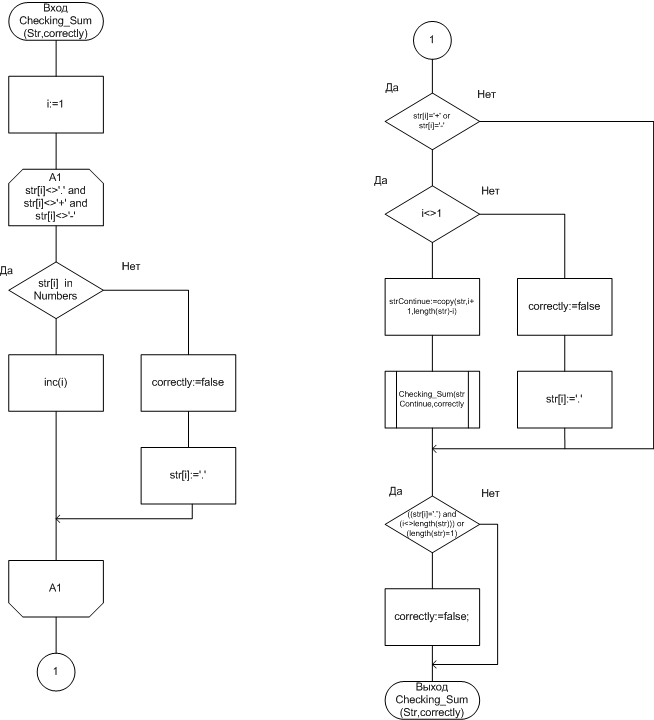 Вход
Checking_Sum
(Str,correctly)
i:=1
A1
str[i]<>'.' and
str[i]<>'+' and
str[i]<>'-'
Да
Нет
str[i] in
Numbers
inc(i)
correctly:=false
str[i]:='.'
A1
1
1
Да
Нет
str[i]='+' or
str[i]='-'
Да
Нет
i<>1
strContinue:=copy(str,i+
1,length(str)-i)
correctly:=false
Checking_Sum(str
Continue,correctly
str[i]:='.'
Да
Нет
((str[i]='.') and
(i<>length(str))) or
(length(str)=1)
correctly:=false;
Выход
Checking_Sum
(Str,correctly)